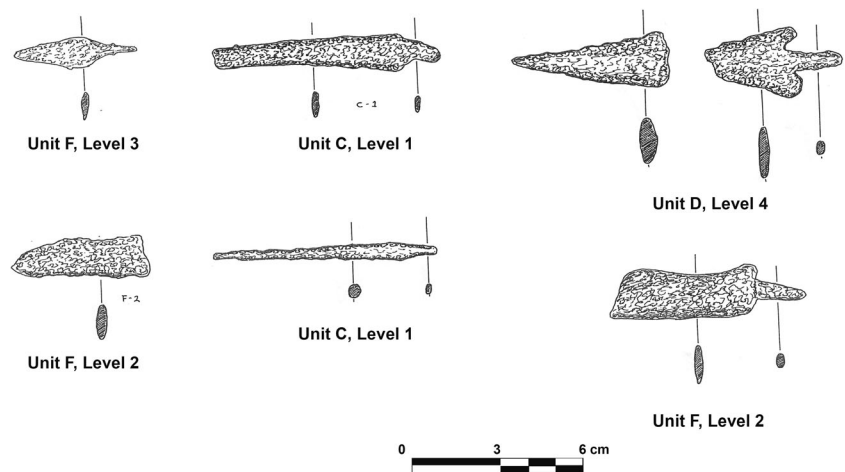 C-1
Unit F, Level 3
Unit C, Level 1
Unit D, Level 4
F-2
Unit C, Level 1
Unit F, Level 2
Unit F, Level 2
0 3 6 cm